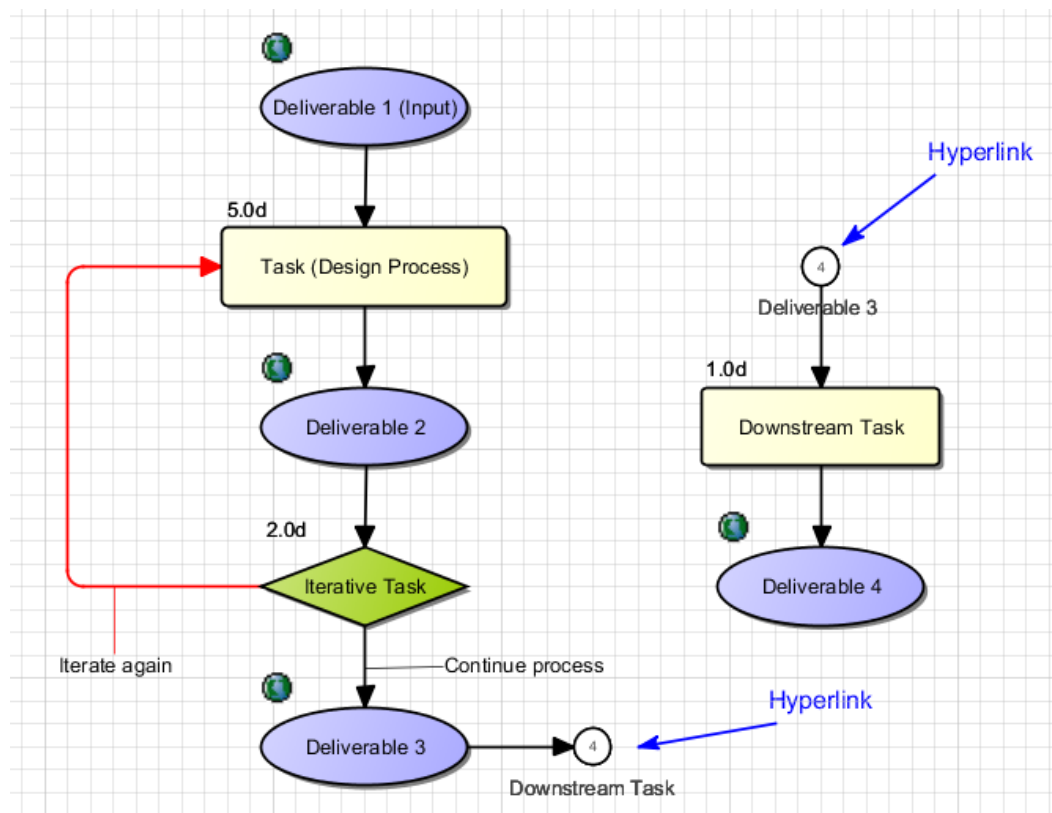 Deliverable 1 (Input)
5.0d
Task (Design Process)
Deliverable 2
2.0d
Iterative Task
Iterate again
Continue process
Deliverable 3
4
Downstream Task
Hyperlink
Hyperlink
4
Deliverable 3
1.0d
Downstream Task
Deliverable 4